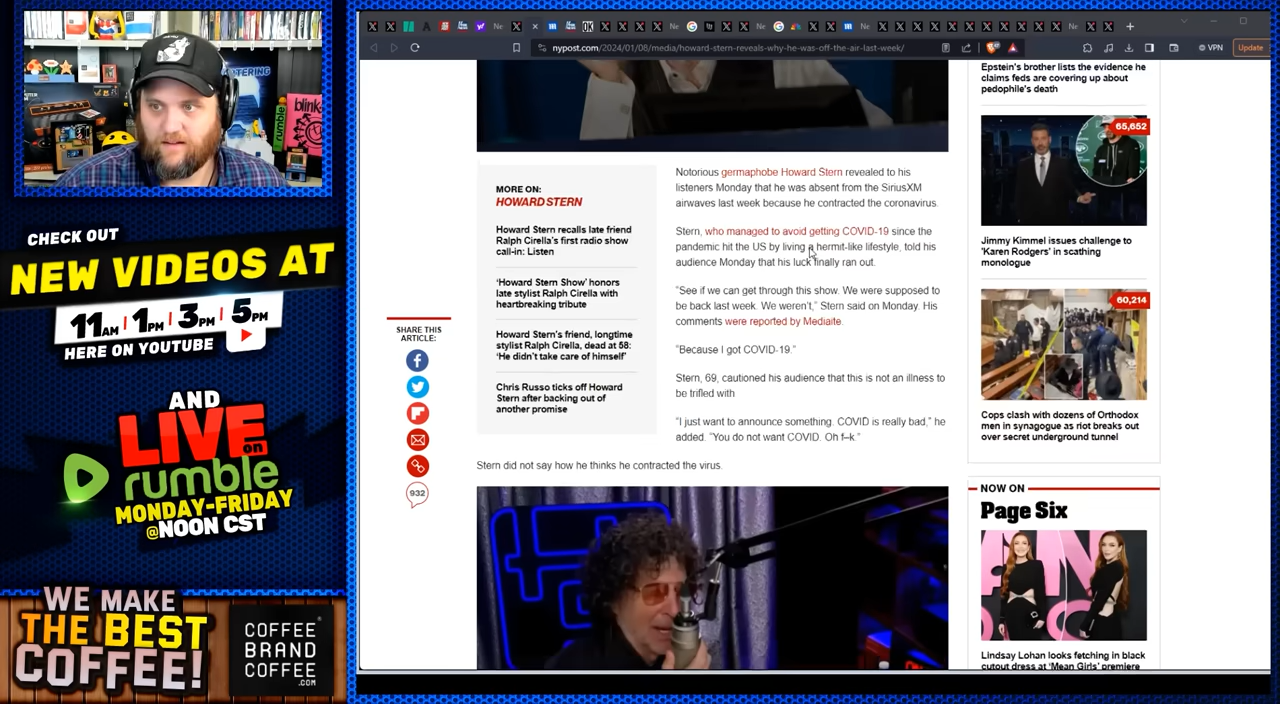 nypost.com/2024/01/08/media/howard-stern-reveals-why-he-was-off-the-air-last-week/
VPN
Update
CHECK OUT
NEW VIDEOS AT
11AM | 1PM | 3PM | 5PM
HERE ON YOUTUBE
AND
LIVE on
rumble
MONDAY-FRIDAY
@NOON CST
WE MAKE
THE BEST
COFFEE!
COFFEE
BRAND
COFFEE
.COM
blink-
rumble
MORE ON:
HOWARD STERN
Howard Stern recalls late friend
Ralph Cirella's first radio show
call-in: Listen
'Howard Stern Show' honors
late stylist Ralph Cirella with
heartbreaking tribute
Howard Stern's friend, longtime
stylist Ralph Cirella, dead at 58:
'He didn't take care of himself'
Chris Russo ticks off Howard
Stern after backing out of
another promise
SHARE THIS
ARTICLE:
932
Notorious germaphobe Howard Stern revealed to his
listeners Monday that he was absent from the SiriusXM
airwaves last week because he contracted the coronavirus.
Stern, who managed to avoid getting COVID-19 since the
pandemic hit the US by living a hermit-like lifestyle, told his
audience Monday that his luck finally ran out.
"See if we can get through this show. We were supposed to
be back last week. We weren't," Stern said on Monday. His
comments were reported by Mediaite.
"Because I got COVID-19."
Stern, 69, cautioned his audience that this is not an illness to
be trifled with
"I just want to announce something. COVID is really bad," he
added. "You do not want COVID. Oh f–k."
Stern did not say how he thinks he contracted the virus.
Epstein's brother lists the evidence he
claims feds are covering up about
pedophile's death
65,652
Jimmy Kimmel issues challenge to
'Karen Rodgers' in scathing
monologue
60,214
Cops clash with dozens of Orthodox
men in synagogue as riot breaks out
over secret underground tunnel
NOW ON
Page Six
Lindsay Lohan looks fetching in black
cutout dress at 'Mean Girls' premiere